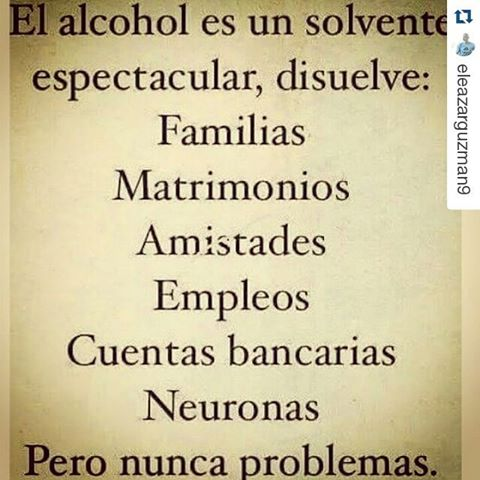 El alcohol es un solvente
espectacular, disuelve:
Familias
Matrimonios
Amistades
Empleos
Cuentas bancarias
Neuronas
Pero nunca problemas.
eleazarguzman9